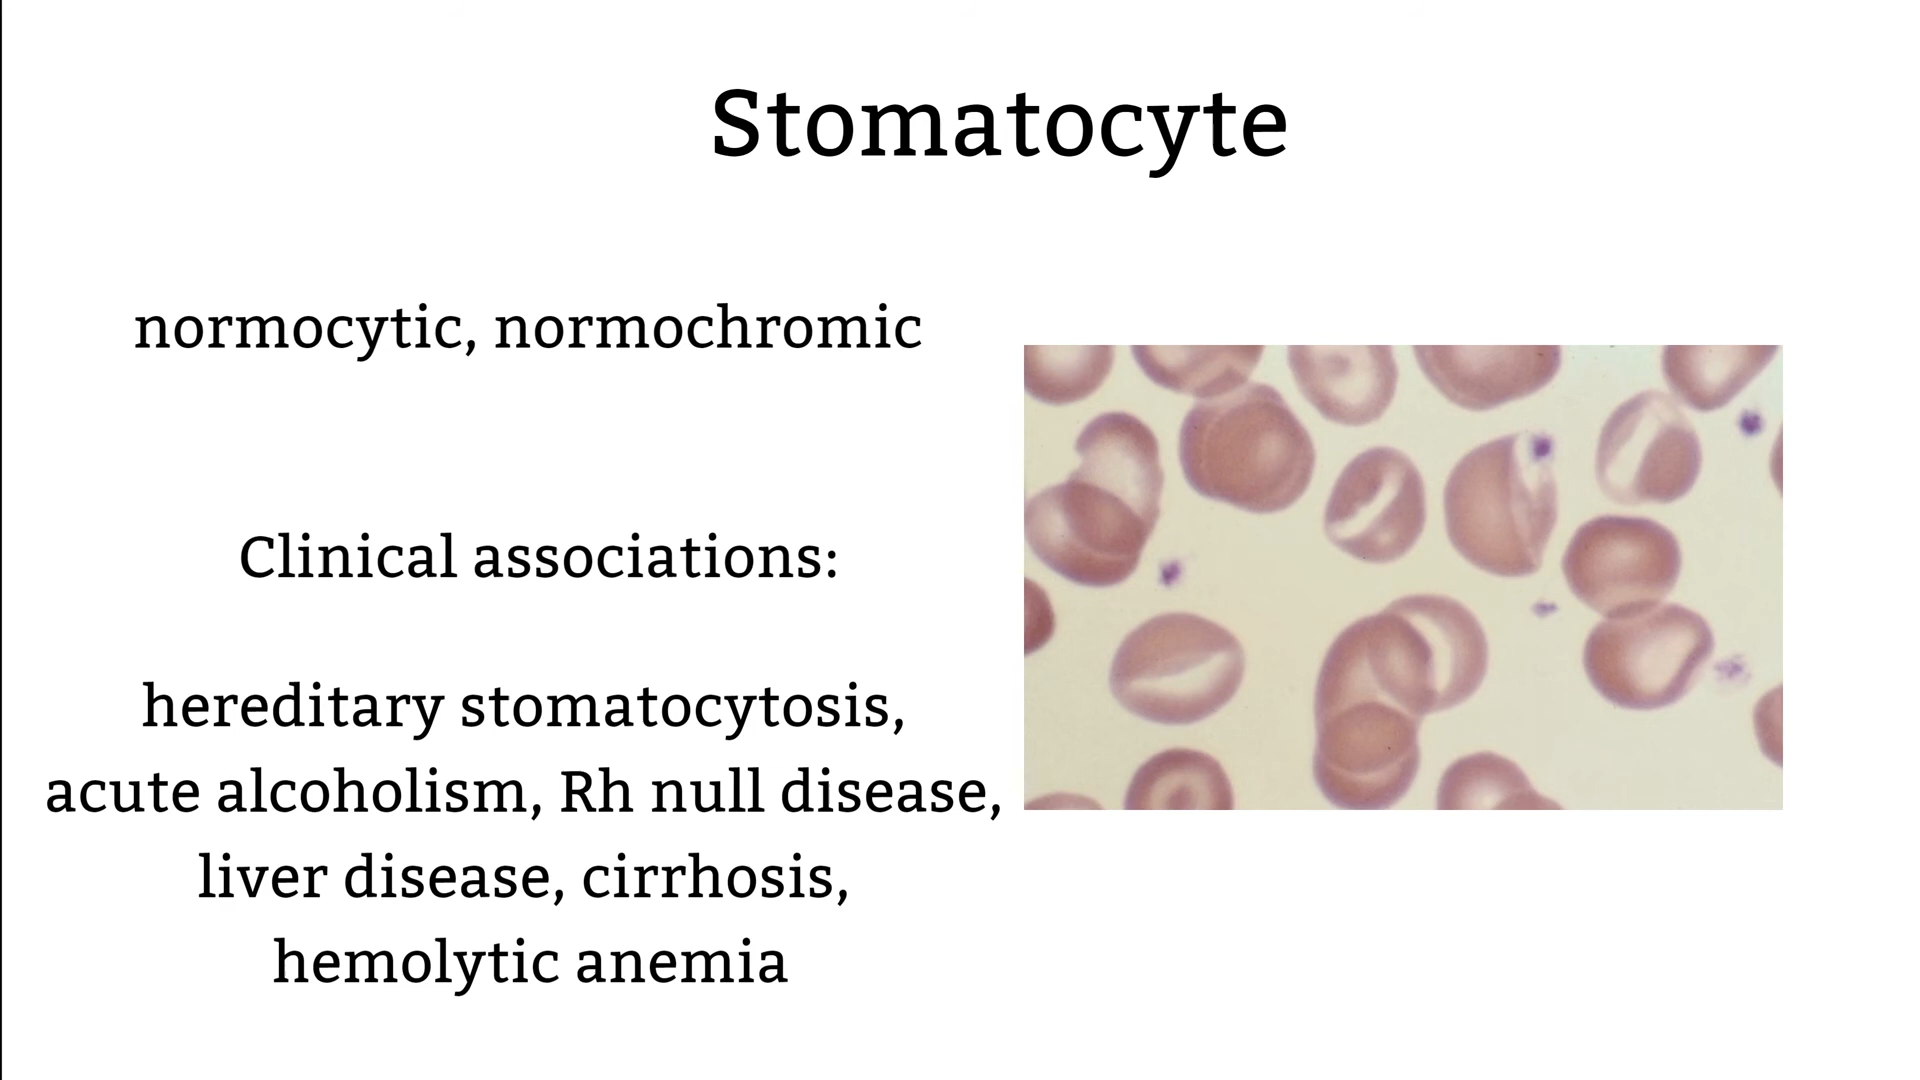 Stomatocyte
normocytic, normochromic
Clinical associations:
hereditary stomatocytosis,
acute alcoholism, Rh null disease,
liver disease, cirrhosis,
hemolytic anemia